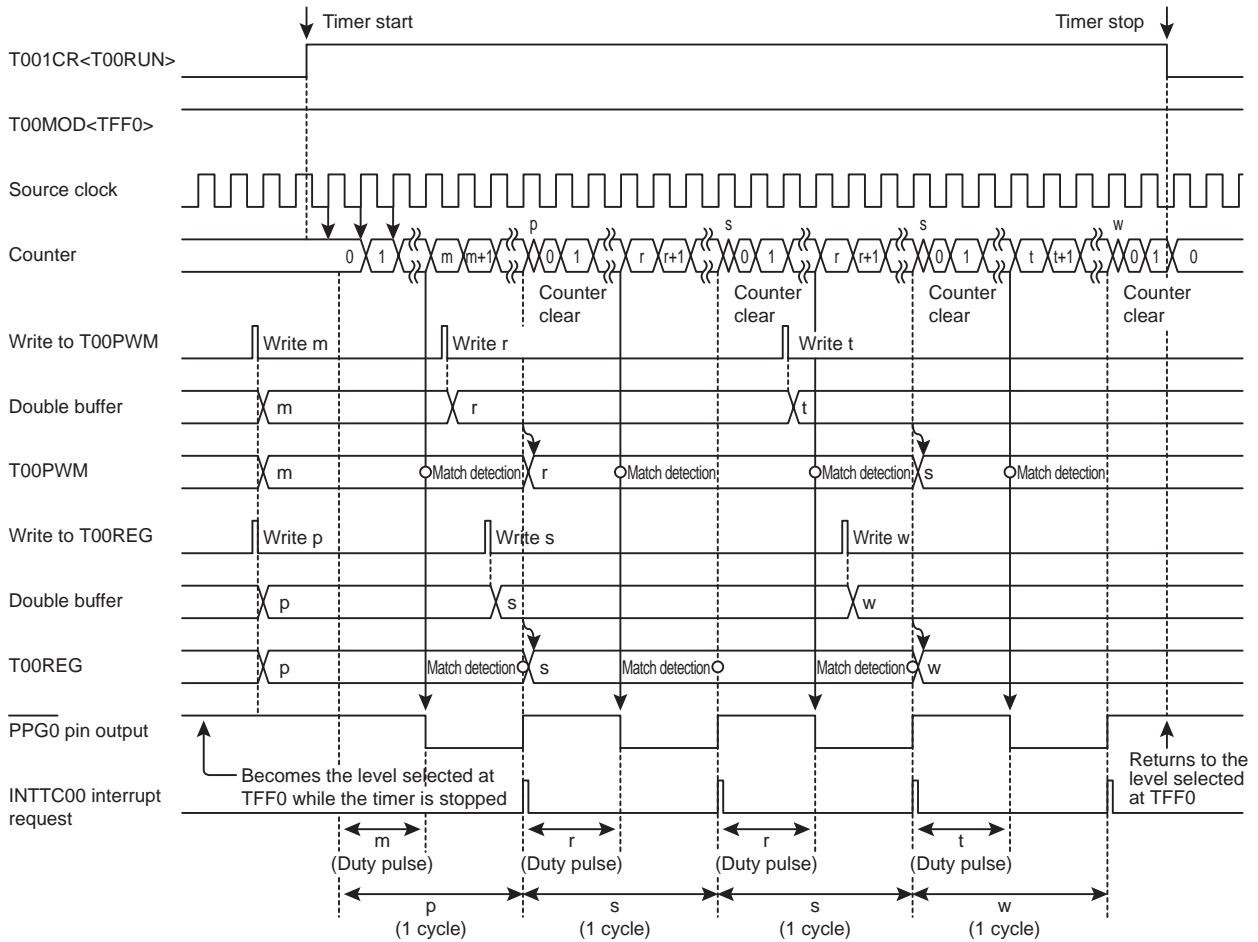 Timer start
Timer stop
T001CR<T00RUN>
T00MOD<TFF0>
Source clock
p s s w
Counter
0 1 m m+1 0 1 r r+1 0 1 r r+1 0 1 t t+1 0 1 0
Counter clear
Counter clear
Counter clear
Counter clear
Write to T00PWM
Write m
Write r
Write t
Double buffer
m
r
t
T00PWM
m
Match detection
r
Match detection
Match detection
s
Match detection
Write to T00REG
Write p
Write s
Write w
Double buffer
p
s
w
T00REG
p
Match detection
s
Match detection
Match detection
w
PPG0 pin output
Becomes the level selected at
TFF0 while the timer is stopped
Returns to the
level selected
at TFF0
INTTC00 interrupt
request
m
(Duty pulse)
r
(Duty pulse)
r
(Duty pulse)
t
(Duty pulse)
p
(1 cycle)
s
(1 cycle)
s
(1 cycle)
w
(1 cycle)